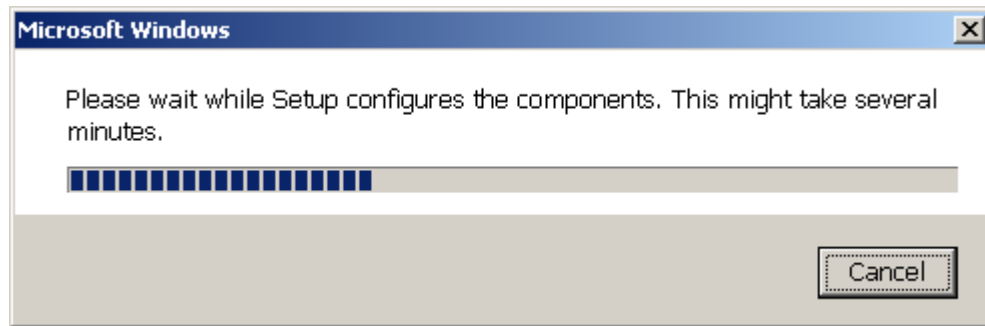 Microsoft Windows
Please wait while Setup configures the components. This might take several
minutes.
Cancel